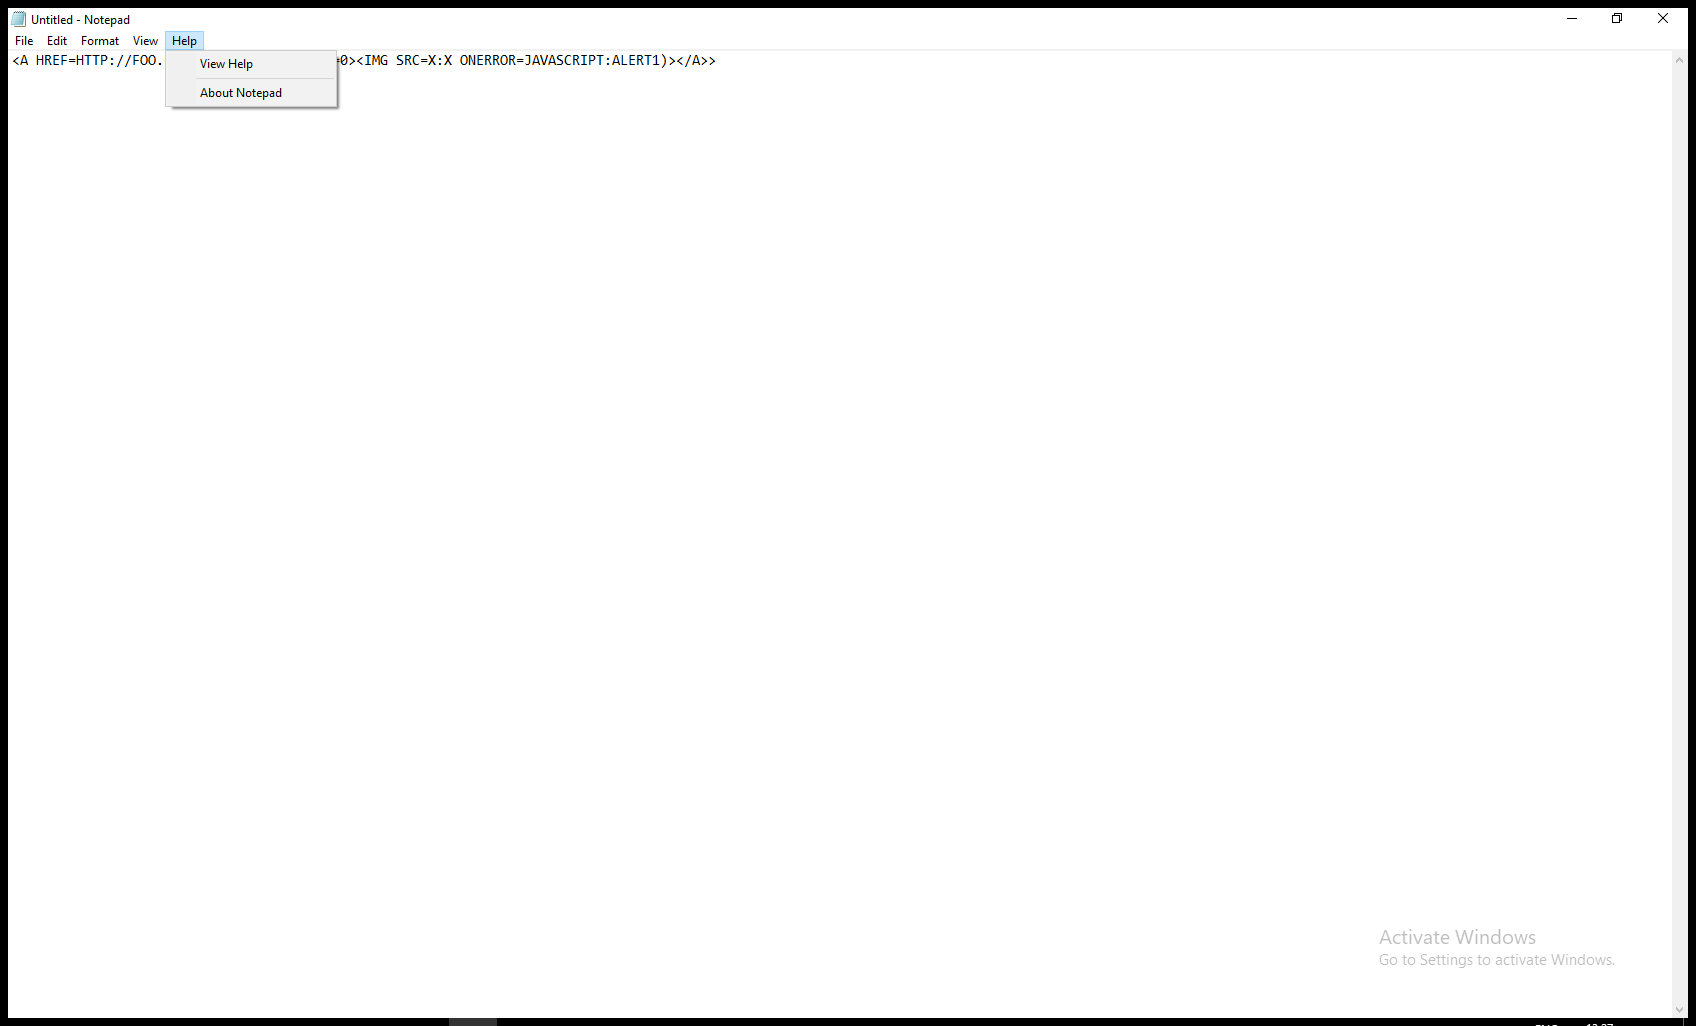 Untitled - Notepad
File Edit Format View Help
<A HREF=HTTP://FOO. 0><IMG SRC=X:X ONERROR=JAVASCRIPT:ALERT1)></A>>
View Help
About Notepad
Activate Windows
Go to Settings to activate Windows.